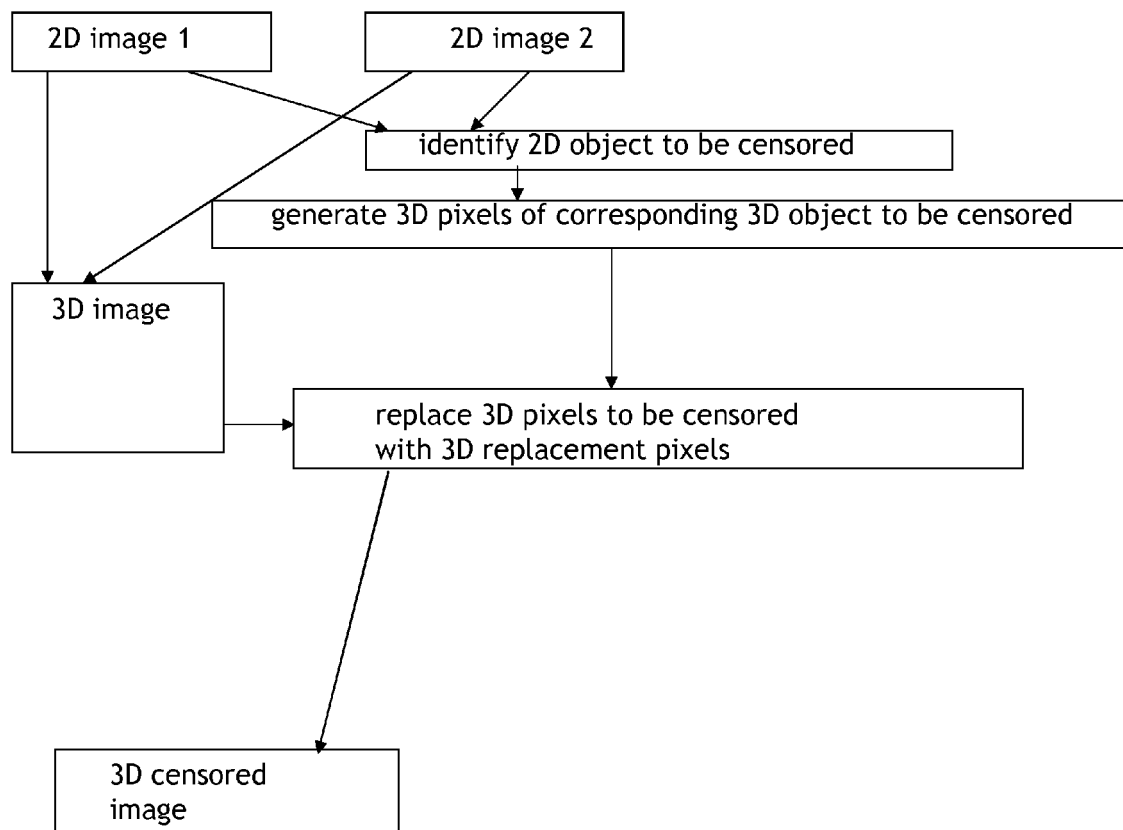 2D image 1
2D image 2
identify 2D object to be censored
generate 3D pixels of corresponding 3D object to be censored
3D image
replace 3D pixels to be censored
with 3D replacement pixels
3D censored
image